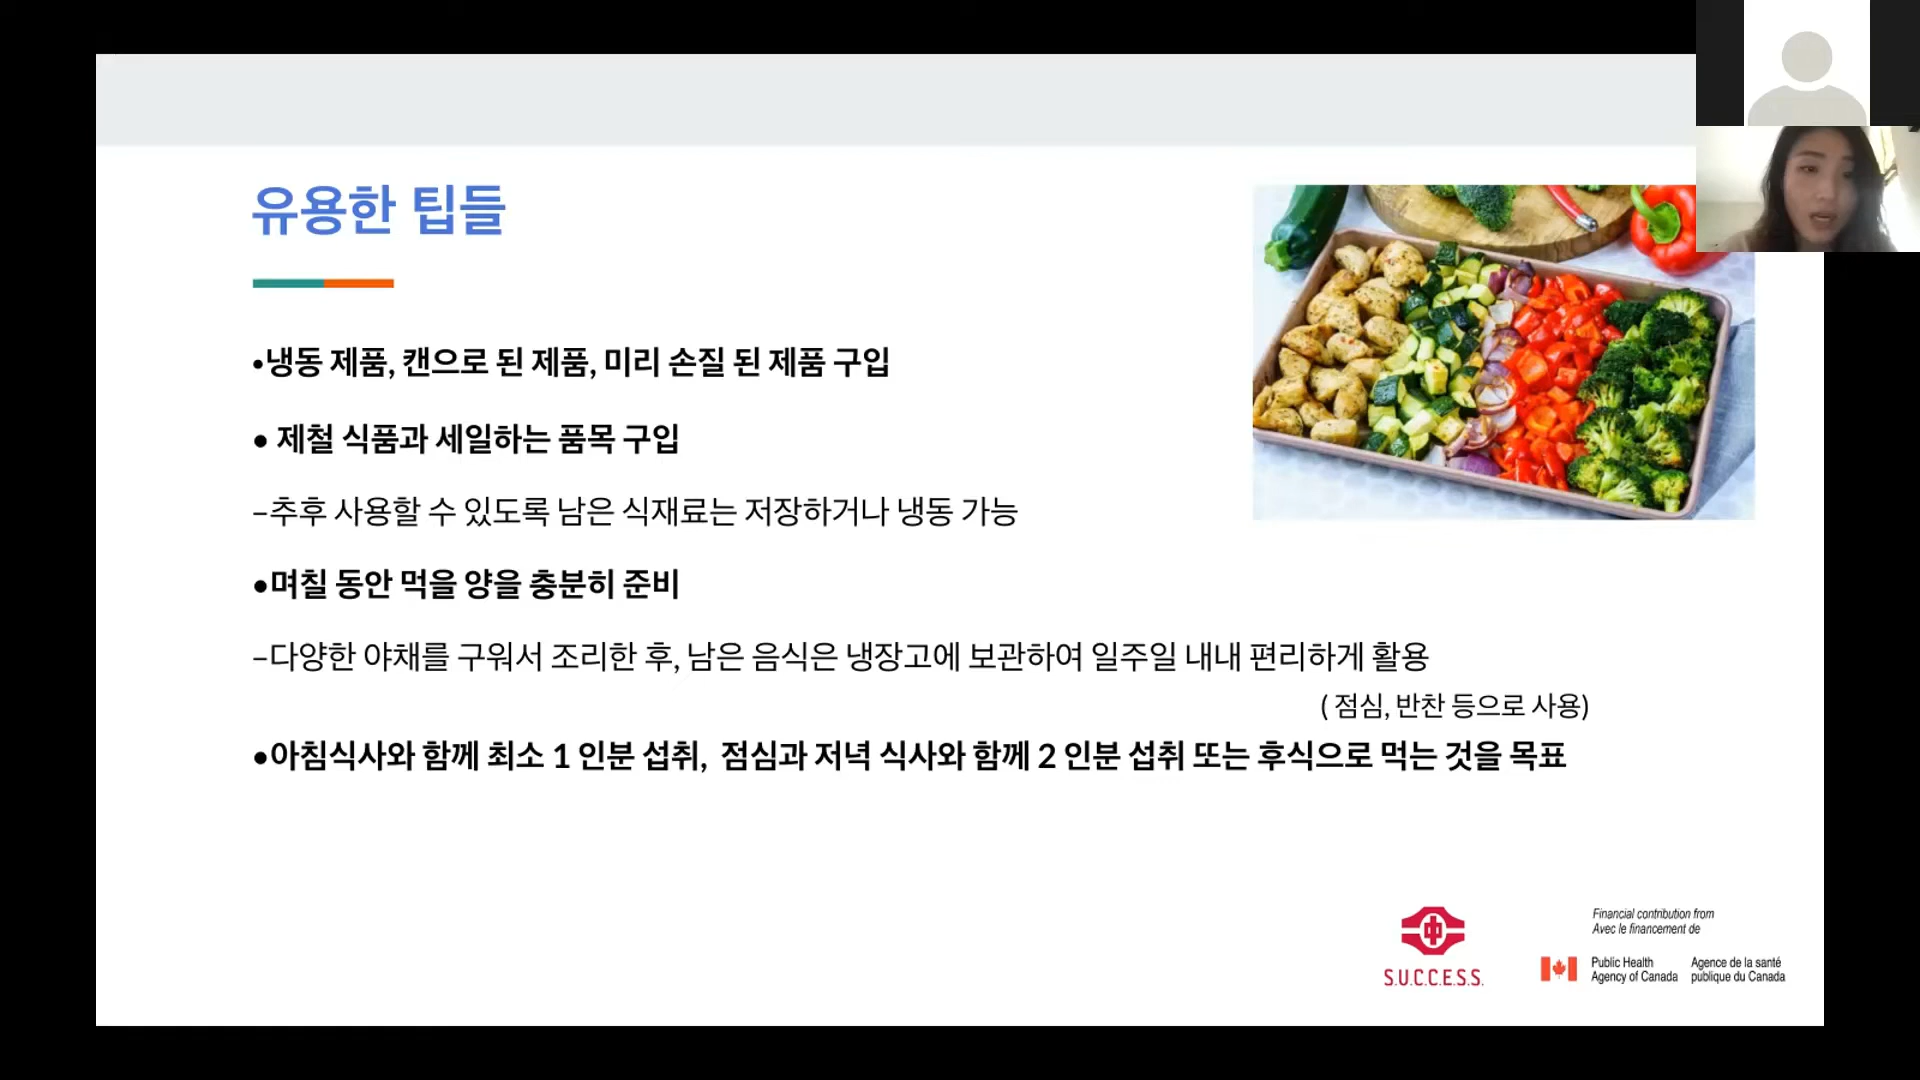 유용한 팁들
•냉동 제품, 캔으로 된 제품, 미리 손질 된 제품 구입
• 제철 식품과 세일하는 품목 구입
–추후 사용할 수 있도록 남은 식재료는 저장하거나 냉동 가능
•며칠 동안 먹을 양을 충분히 준비
–다양한 야채를 구워서 조리한 후, 남은 음식은 냉장고에 보관하여 일주일 내내 편리하게 활용
( 점심, 반찬 등으로 사용)
•아침식사와 함께 최소 1 인분 섭취, 점심과 저녁 식사와 함께 2 인분 섭취 또는 후식으로 먹는 것을 목표
S.U.C.C.E.S.S.
Financial contribution from
Avec le financement de
Public Health
Agency of Canada
Agence de la santé
publique du Canada